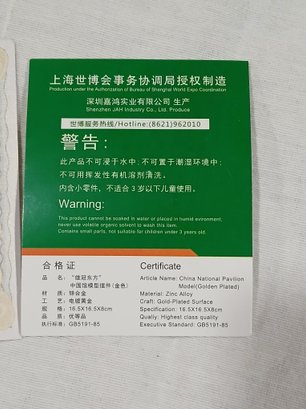 上海世博会事务协调局授权制造
Production under the Authorization of Bureau of Shanghai World Expo Coordination
深圳嘉鸿实业有限公司 生产
Shenzhen JAH Industry Co., Ltd. Produce
世博服务热线/Hotline:(8621)962010
警告:
此产品不可浸于水中:不可置于潮湿环境中:
不可用挥发性有机溶剂清洗。
内含小零件,不适合3岁以下儿童使用。
Warning:
This product cannot be soaked in water or placed in humid evironment,
never use volatile organic solvent to wash this item.
Contains small parts, not suitable for children under 3 years old.
合格证
品 名: “雄冠东方”
中国馆模型摆件(金色)
材 质: 锌合金
工 艺: 电镀黄金
规 格: 16.5X16.5X8cm
品 质: 优等品
执行标准: GB5191-85
Certificate
Article Name: China National Pavilion
Model(Golden Plated)
Material: Zinc Alloy
Craft: Gold-Plated Surface
Specification: 16.5X16.5X8cm
Qually: Highest class quality
Executive Standard: GB5191-85